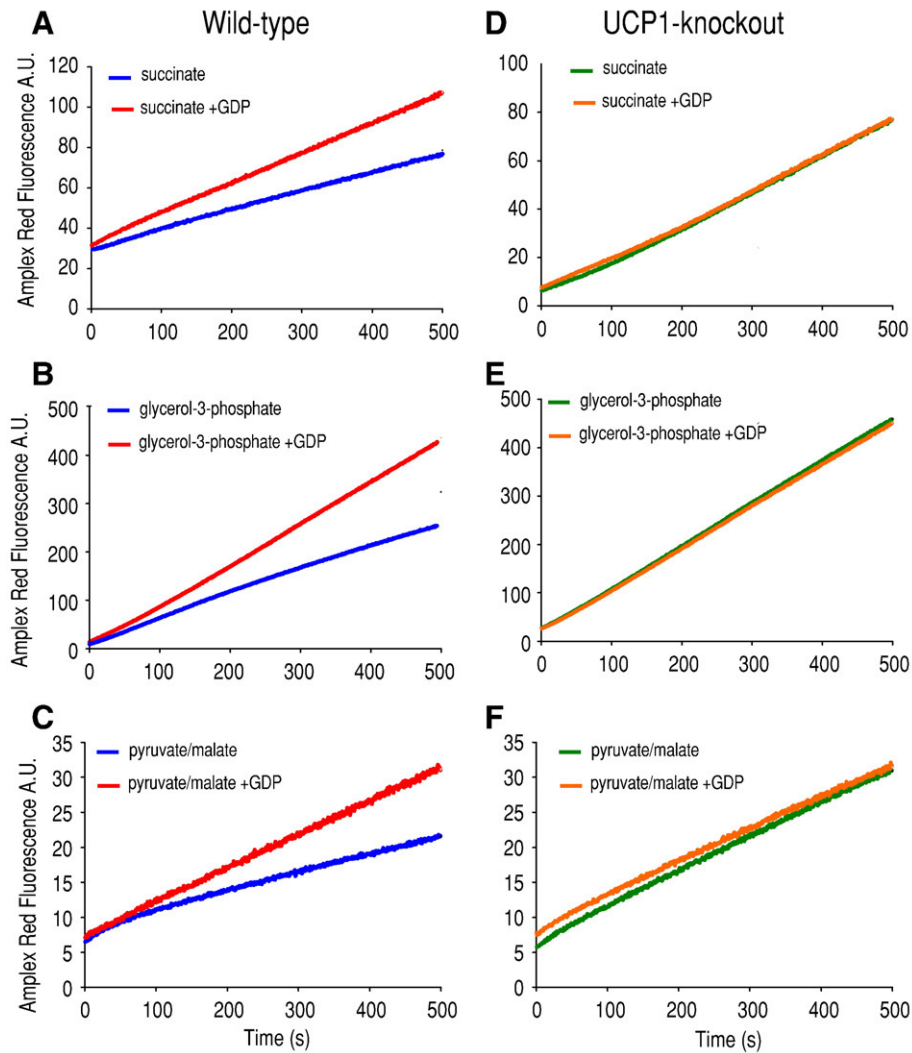 A Wild-type
Amplex Red Fluorescence A.U.
120
100
80
60
40
20
0
succinate
succinate +GDP
0 100 200 300 400 500
D UCP1-knockout
100
80
60
40
20
0
succinate
succinate +GDP
0 100 200 300 400 500
B
Amplex Red Fluorescence A.U.
500
400
300
200
100
0
glycerol-3-phosphate
glycerol-3-phosphate +GDP
0 100 200 300 400 500
E
500
400
300
200
100
0
glycerol-3-phosphate
glycerol-3-phosphate +GDP
0 100 200 300 400 500
C
Amplex Red Fluorescence A.U.
35
30
25
20
15
10
5
0
pyruvate/malate
pyruvate/malate +GDP
0 100 200 300 400 500
Time (s)
F
35
30
25
20
15
10
5
0
pyruvate/malate
pyruvate/malate +GDP
0 100 200 300 400 500
Time (s)